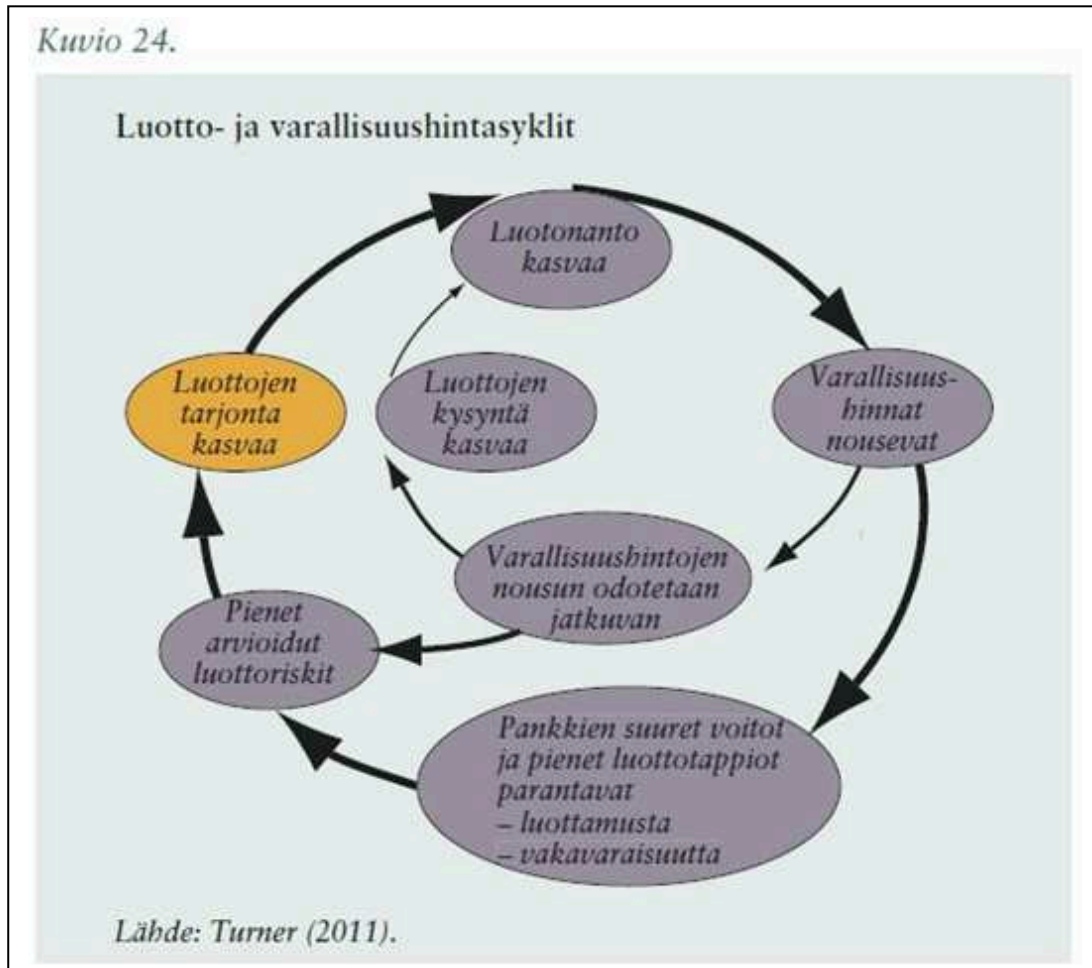 Kuvio 24.
Luotto- ja varallisuushintasyklit
Luotonanto
kasvaa
Luottojen
tarjonta
kasvaa
Luottojen
kysyntä
kasvaa
Varallisuus-
hinnat
nousevat
Varallisuushintojen
nousun odotetaan
jatkuvan
Pienet
arvioidut
luottoriskit
Pankkien suuret voitot
ja pienet luottotappiot
parantavat
– luottamusta
– vakavaraisuutta
Lähde: Turner (2011).